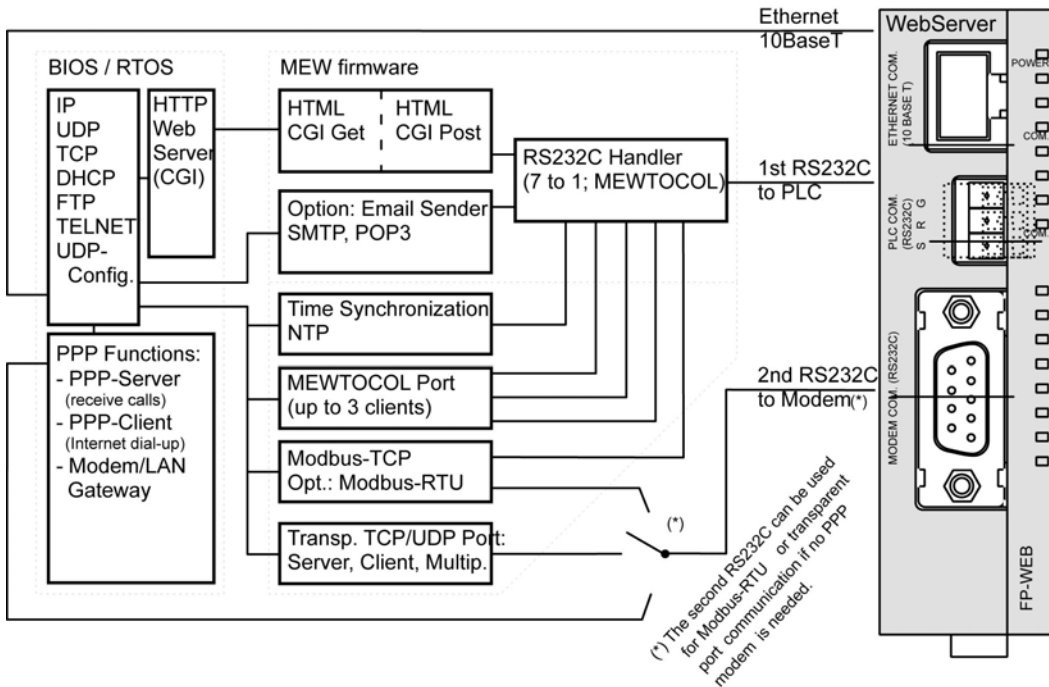 Ethernet
10BaseT
BIOS / RTOS
IP
UDP
TCP
DHCP
FTP
TELNET
UDP-
Config.
HTTP
Web
Server
(CGI)
PPP Functions:
- PPP-Server
(receive calls)
- PPP-Client
(Internet dial-up)
- Modem/LAN
Gateway
MEW firmware
HTML
CGI Get
HTML
CGI Post
Option: Email Sender
SMTP, POP3
Time Synchronization
NTP
MEWTOCOL Port
(up to 3 clients)
Modbus-TCP
Opt.: Modbus-RTU
Transp. TCP/UDP Port:
Server, Client, Multip.
RS232C Handler
(7 to 1; MEWTOCOL)
1st RS232C
to PLC
2nd RS232C
to Modem(*)
(*)
(*) The second RS232C can be used
for Modbus-RTU or transparent
port communication if no PPP
modem is needed.
WebServer
ETHERNET COM.
(10 BASE T)
POWER
COM.
PLC COM.
(RS232C)
S R G
COM.
MODEM COM. (RS232C)
FP-WEB